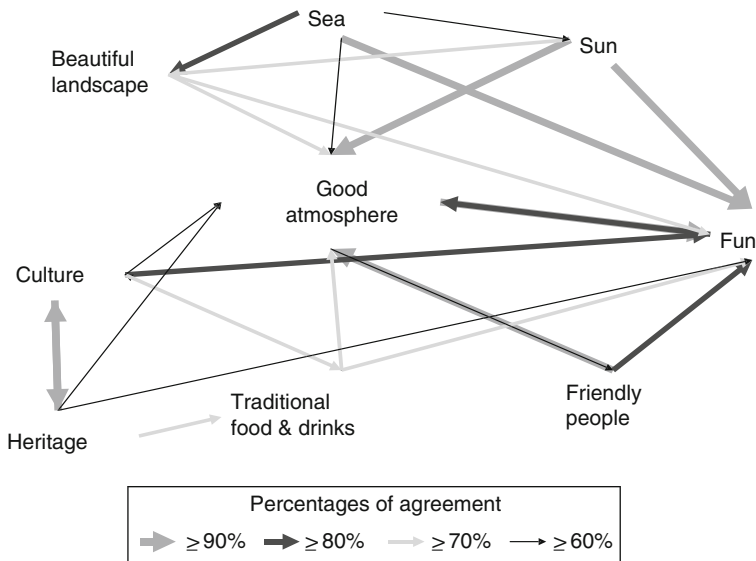 Sea
Sun
Beautiful
landscape
Good
atmosphere
Fun
Culture
Traditional
food & drinks
Friendly
people
Heritage
Percentages of agreement
≥90% ≥80% ≥70% ≥60%